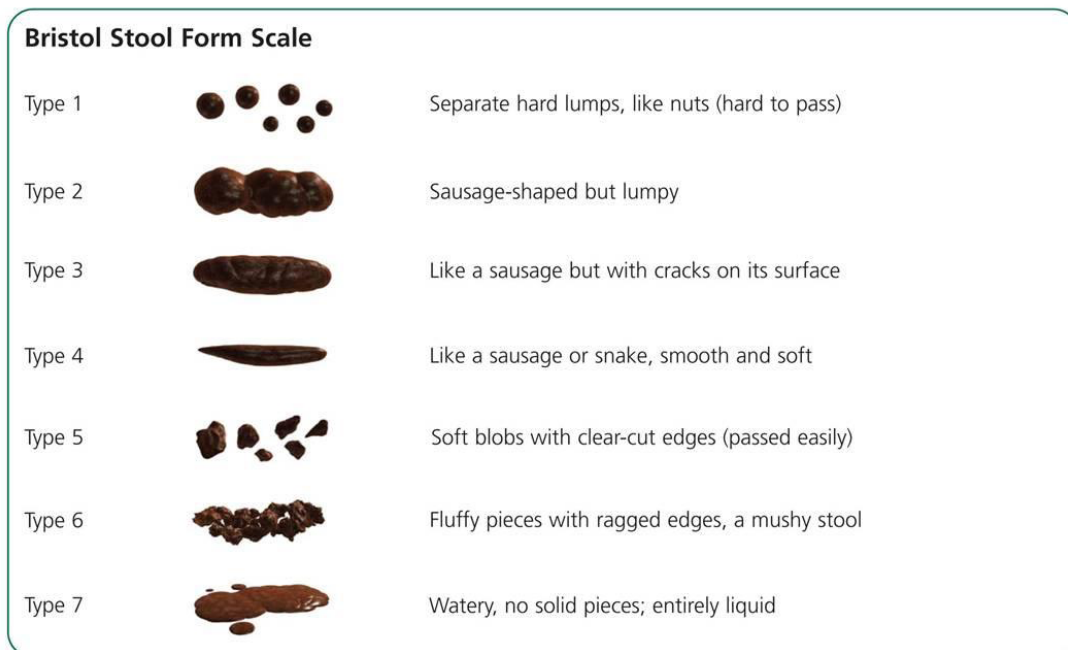 Bristol Stool Form Scale
Type 1 Separate hard lumps, like nuts (hard to pass)
Type 2 Sausage-shaped but lumpy
Type 3 Like a sausage but with cracks on its surface
Type 4 Like a sausage or snake, smooth and soft
Type 5 Soft blobs with clear-cut edges (passed easily)
Type 6 Fluffy pieces with ragged edges, a mushy stool
Type 7 Watery, no solid pieces; entirely liquid